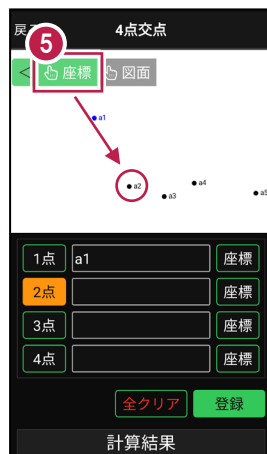 戻 4点交点
5
< 座標 図面
a1
a2 a3 a4 a5
1点 a1 座標
2点 座標
3点 座標
4点 座標
全クリア 登録
計算結果